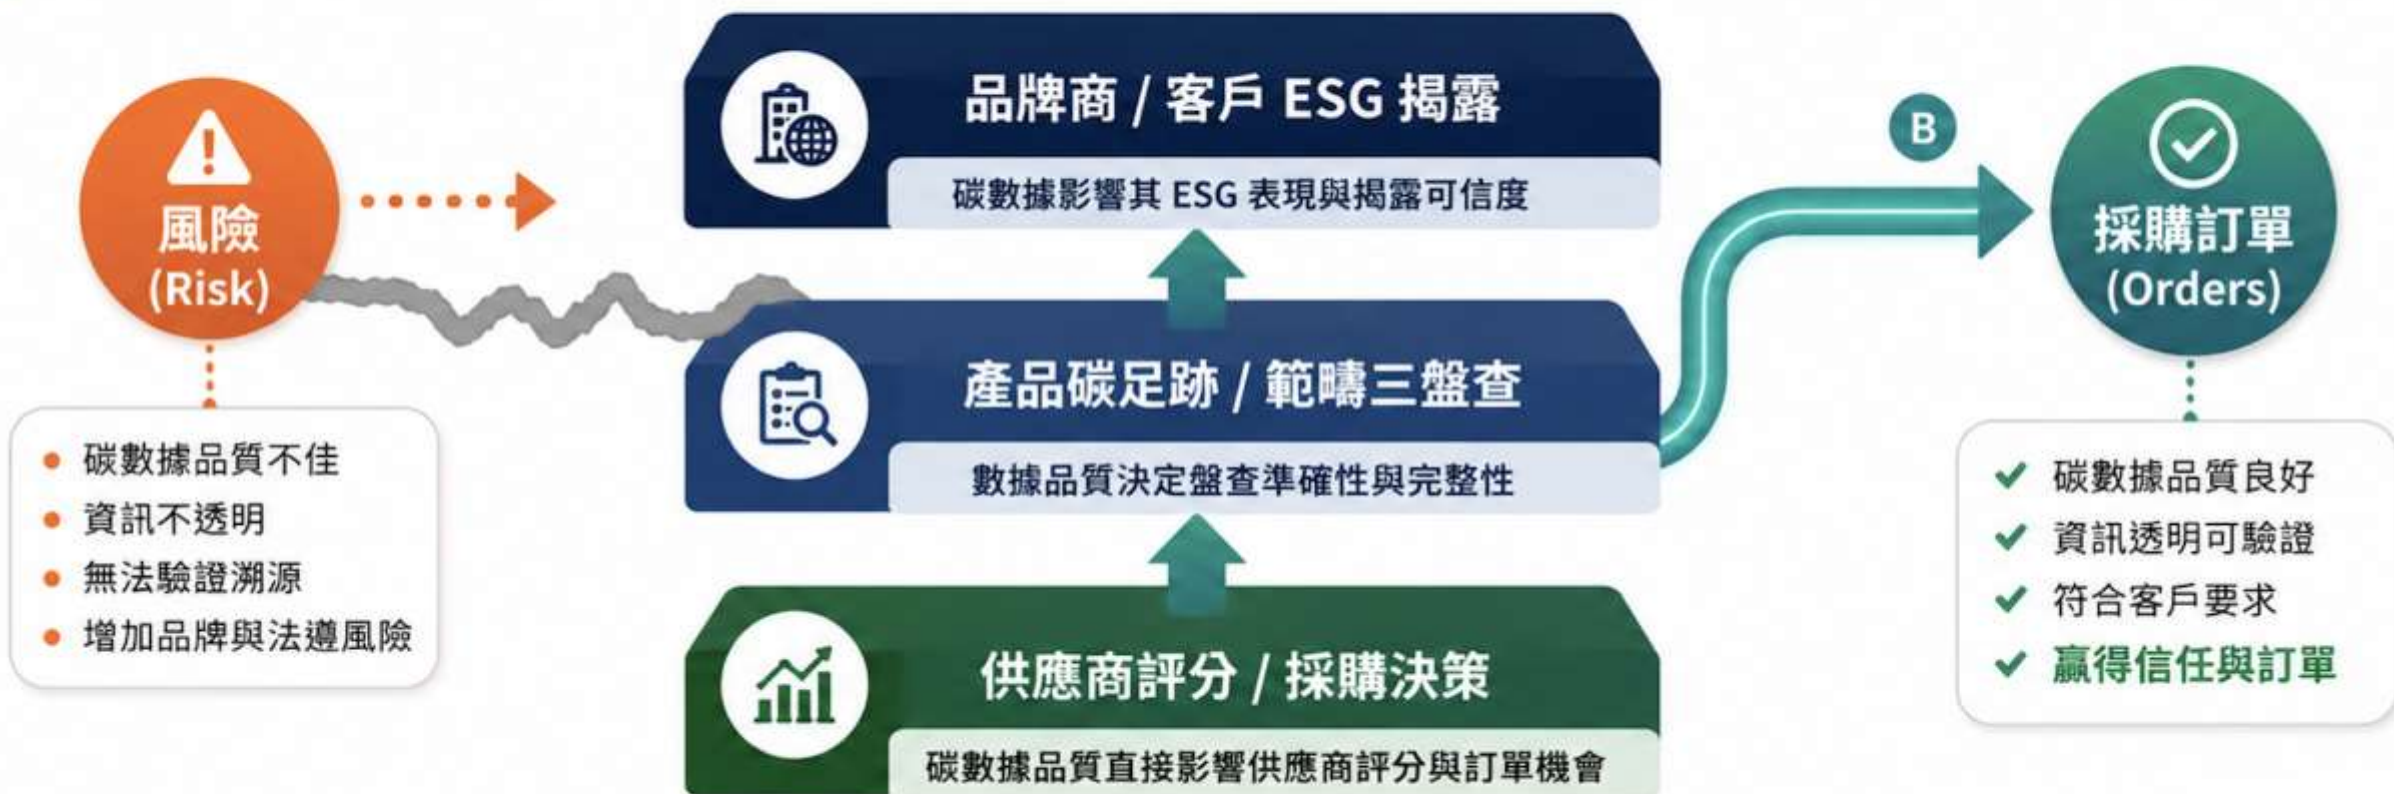 風險
(Risk)
碳數據品質不佳
資訊不透明
無法驗證溯源
增加品牌與法遵風險
品牌商 / 客戶 ESG 揭露
碳數據影響其 ESG 表現與揭露可信度
產品碳足跡 / 範疇三盤查
數據品質決定盤查準確性與完整性
供應商評分 / 採購決策
碳數據品質直接影響供應商評分與訂單機會
B
採購訂單
(Orders)
碳數據品質良好
資訊透明可驗證
符合客戶要求
贏得信任與訂單